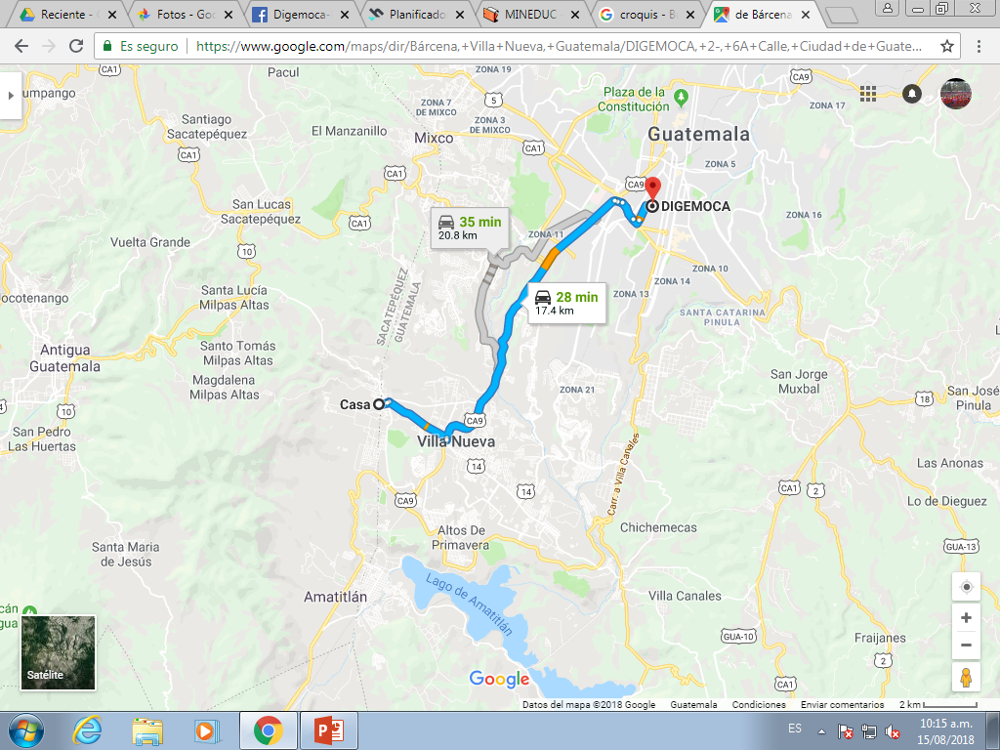 Reciente -
Fotos - Goo
Digemoca-
Planificado
MINEDUC
croquis - B
de Bárcena
Es seguro
https://www.google.com/maps/dir/Bárcena,+Villa+Nueva,+Guatemala/DIGEMOCA,+2-,+6A+Calle,+Ciudad+de+Guate...
CA1
Pacul
ZONA 19
CA1
umpango
5
Plaza de la
Constitución
ZONA 17
ZONA 7
DE MIXCO
Santiago
Sacatepéquez
El Manzanillo
ZONA 3
DE MIXCO
Mixco
Guatemala
CA1
CA1
ZONA 5
CA1
CA9
San Lucas
Sacatepéquez
DIGEMOCA
ZONA 16
CA1
35 min
20.8 km
ZONA 11
Vuelta Grande
10
ZONA 10
ZONA 14
ZONA 13
SACATEPÉQUEZ
GUATEMALA
28 min
17.4 km
Jocotenango
Santa Lucía
Milpas Altas
SANTA CATARINA
PINULA
Antigua
Guatemala
Santo Tomás
Milpas Altas
Magdalena
Milpas Altas
San Jorge
Muxbal
ZONA 21
San José
Pinula
18
Casa
10
CA9
San Pedro
Las Huertas
Villa Nueva
14
Carr. a Villa Canales
Las Anonas
14
CA1
2
CA9
Lo de Dieguez
Chichemecas
Altos De
Primavera
Santa Maria
de Jesús
GUA-13
Lago de Amatitlán
Amatitlán
Villa Canales
GUA-10
Fraijanes
2
Satélite
Google
CA1
Datos del mapa ©2018 Google
Guatemala
Condiciones
Enviar comentarios
2 km
ES
10:15 a.m.
15/08/2018